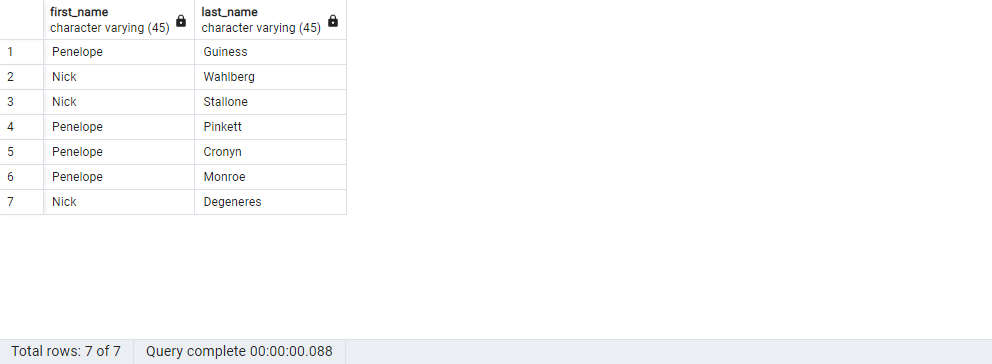 first_name last_name
character varying (45) character varying (45)
1 Penelope Guiness
2 Nick Wahlberg
3 Nick Stallone
4 Penelope Pinkett
5 Penelope Cronyn
6 Penelope Monroe
7 Nick Degeneres
Total rows: 7 of 7 Query complete 00:00:00.088